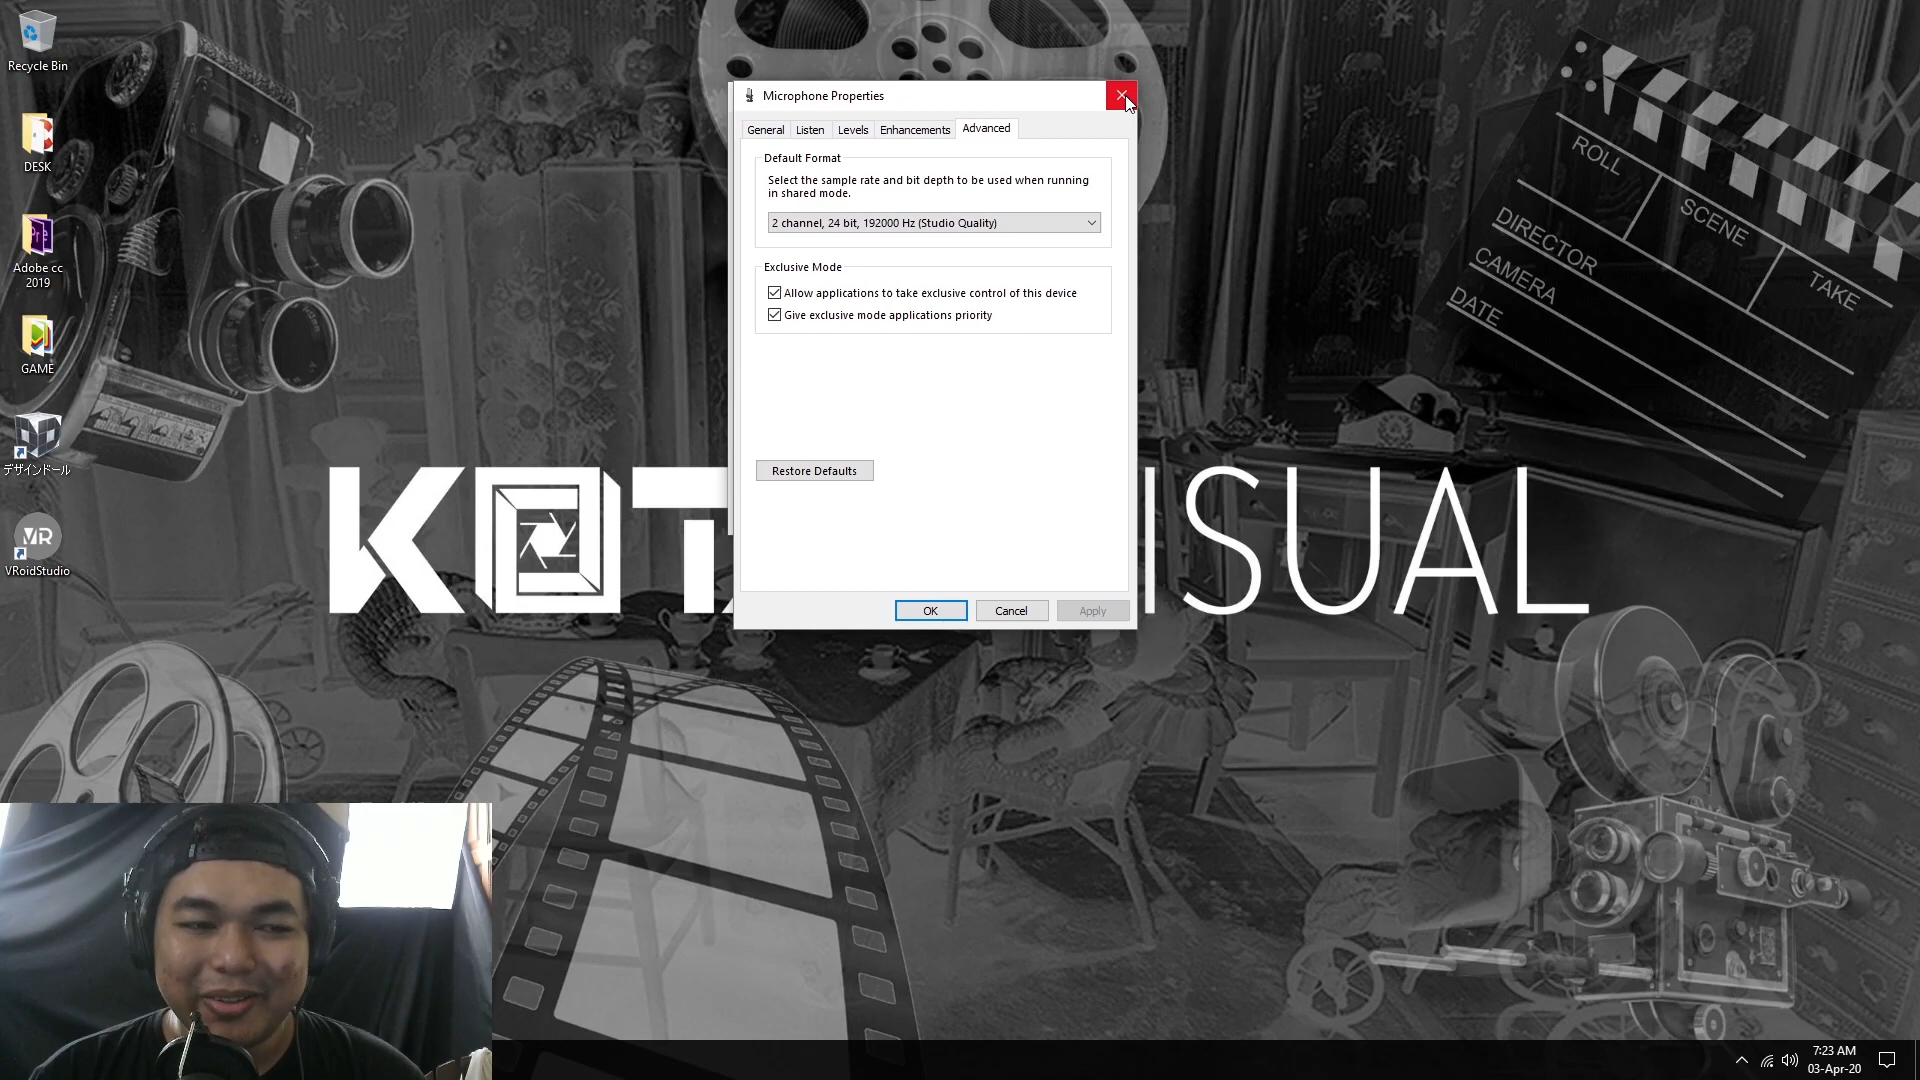 Recycle Bin
DESK
Adobe cc
2019
GAME
デザインドール
VRoidStudio
Microphone Properties
General
Listen
Levels
Enhancements
Advanced
Default Format
Select the sample rate and bit depth to be used when running
in shared mode.
2 channel, 24 bit, 192000 Hz (Studio Quality)
Exclusive Mode
Allow applications to take exclusive control of this device
Give exclusive mode applications priority
Restore Defaults
OK
Cancel
Apply
KOT
ISUAL
ROLL
SCENE
TAKE
DIRECTOR
CAMERA
DATE
Pr
VR
7:23 AM
03-Apr-20